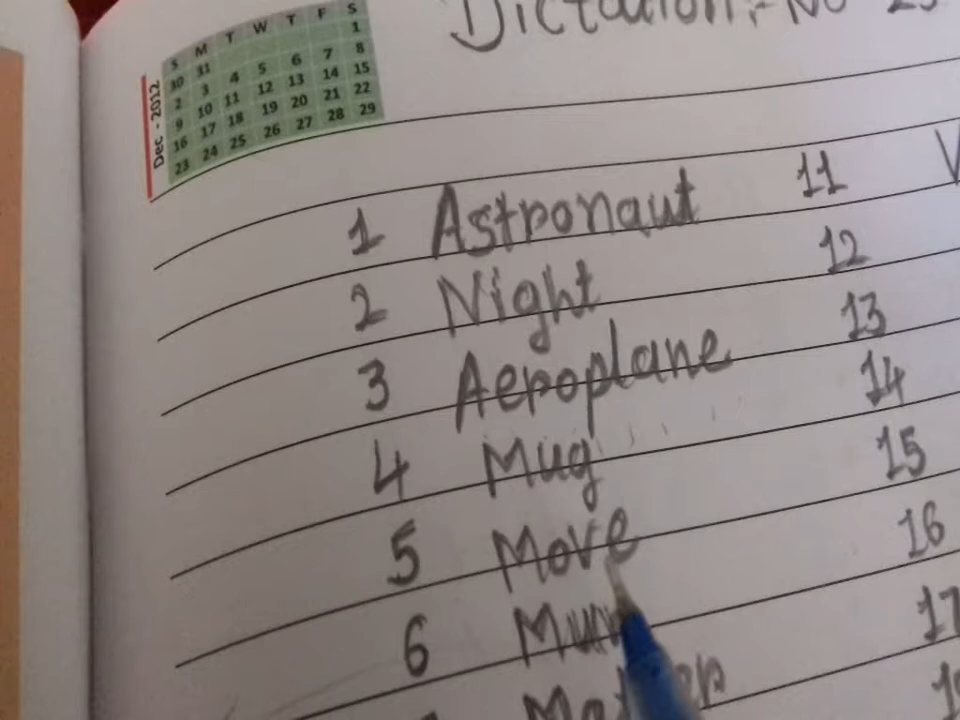 Dictation:- No 23
S M T W T F S
30 31 1
2 3 4 5 6 7 8
9 10 11 12 13 14 15
16 17 18 19 20 21 22
23 24 25 26 27 28 29
Dec - 2012
1 Astronaut 11
2 Night 12
3 Aeroplane 13
4 Mug 14
5 Move 15
6 16
17